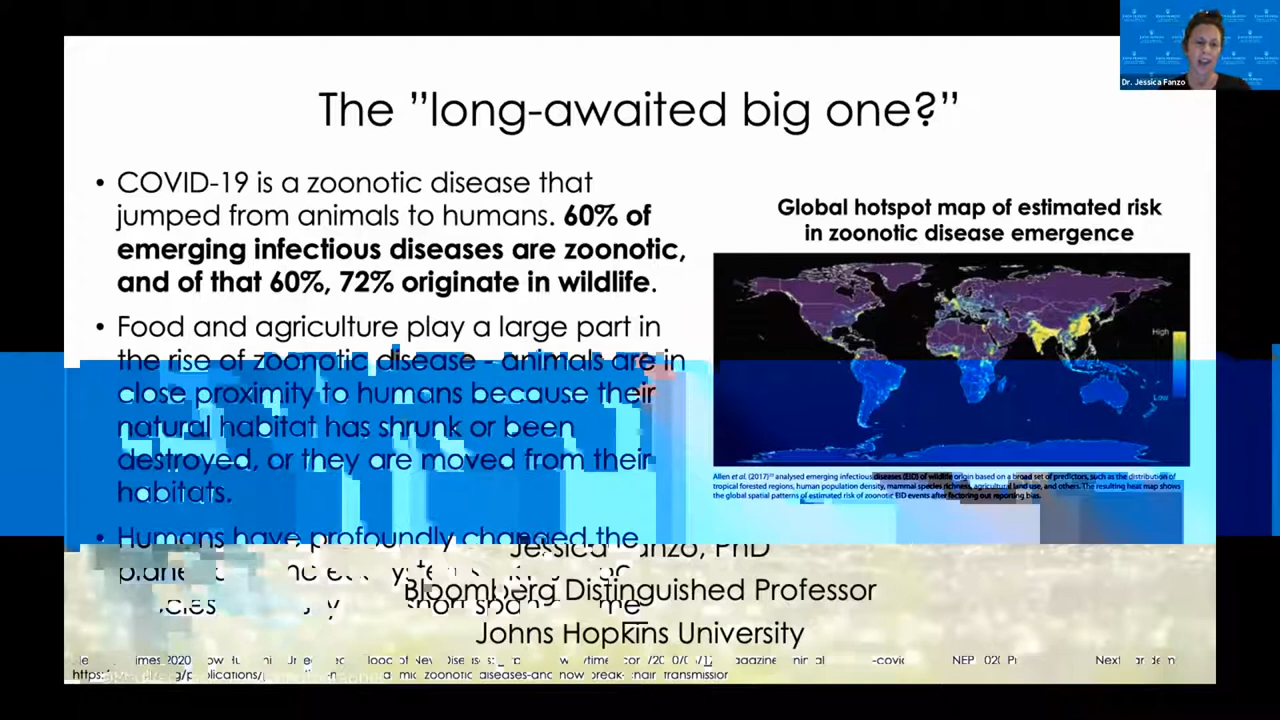 Dr. Jessica Fanzo
The ”long-awaited big one?”
• COVID-19 is a zoonotic disease that
jumped from animals to humans. 60% of
emerging infectious diseases are zoonotic,
and of that 60%, 72% originate in wildlife.
• Food and agriculture play a large part in
the rise of zoonotic disease - animals are in
close proximity to humans because their
natural habitat has shrunk or been
destroyed, or they are moved from their
habitats.
• Humans have profoundly changed the
Global hotspot map of estimated risk
in zoonotic disease emergence
High
Low
Allen et al. (2017) analysed emerging infectious diseases (EID) of wildlife origin based on a broad set of predictors, such as the distribution of
tropical forested regions, human population density, mammal species richness, agricultural land use, and others. The resulting heat map shows
the global spatial patterns of estimated risk of zoonotic EID events after factoring out reporting bias.
Jessica Fanzo, PhD
Bloomberg Distinguished Professor
Johns Hopkins University
zoonotic diseases-and
transmission